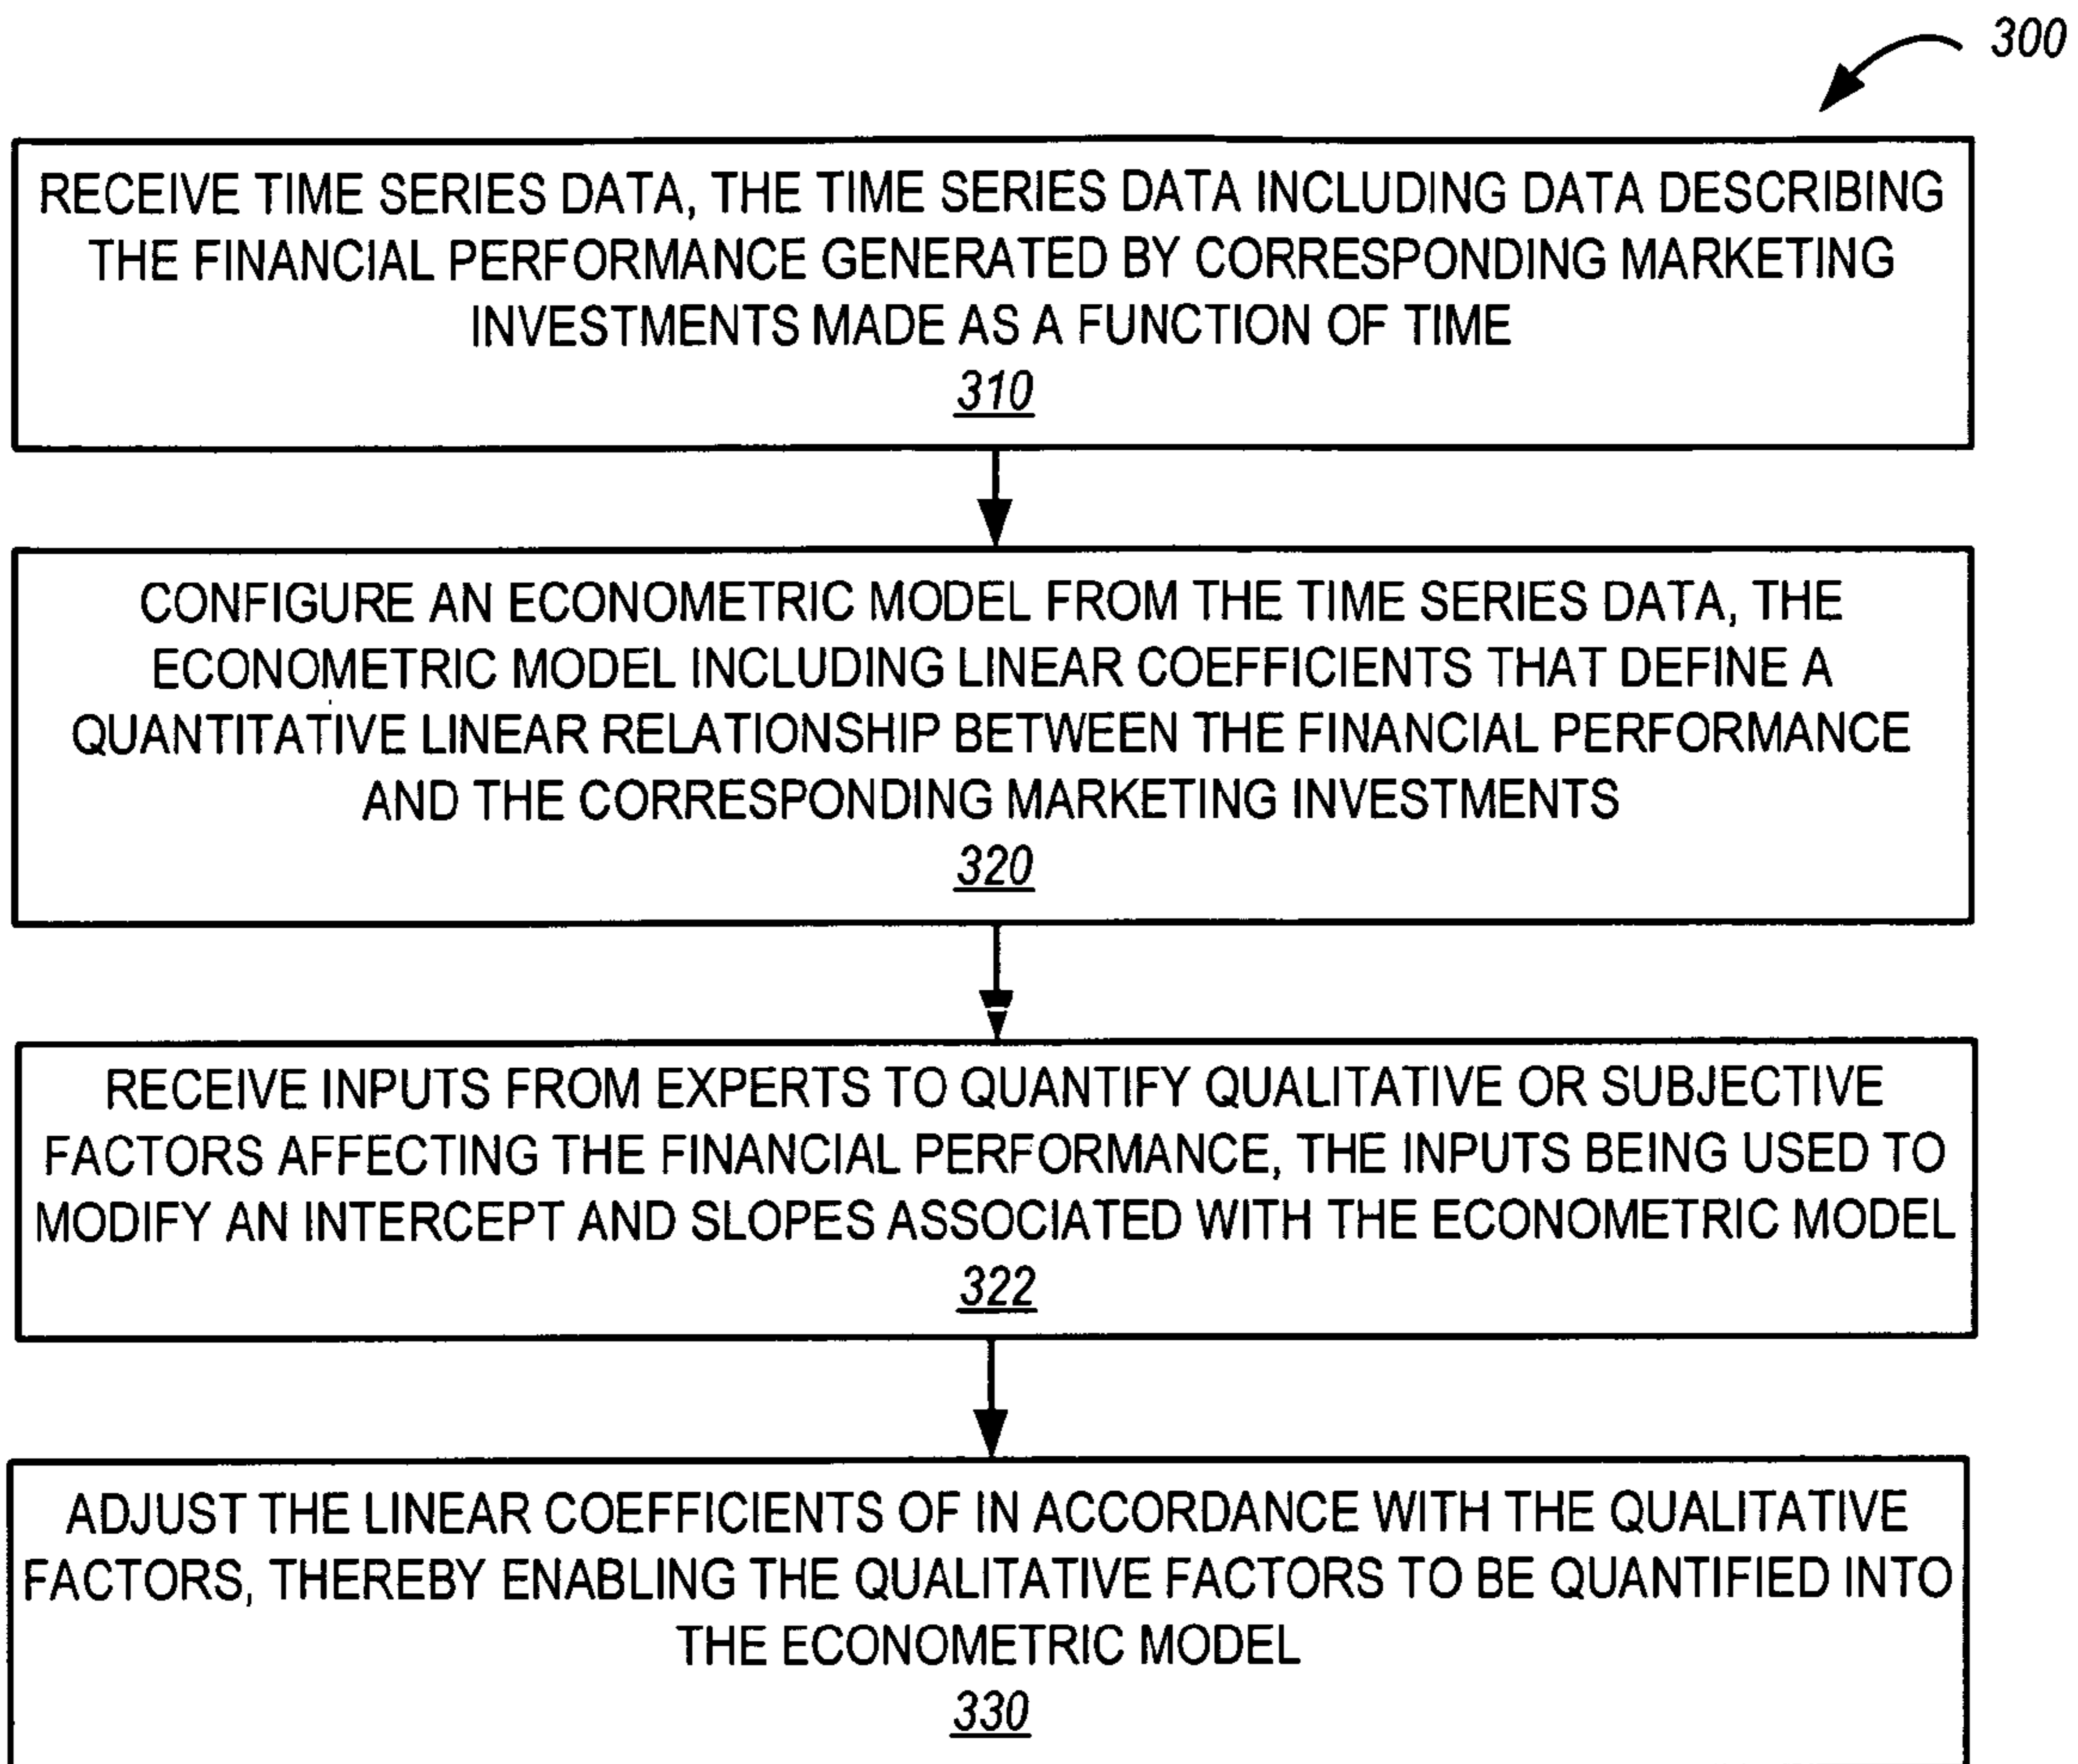 300
RECEIVE TIME SERIES DATA, THE TIME SERIES DATA INCLUDING DATA DESCRIBING
THE FINANCIAL PERFORMANCE GENERATED BY CORRESPONDING MARKETING
INVESTMENTS MADE AS A FUNCTION OF TIME
310
CONFIGURE AN ECONOMETRIC MODEL FROM THE TIME SERIES DATA, THE
ECONOMETRIC MODEL INCLUDING LINEAR COEFFICIENTS THAT DEFINE A
QUANTITATIVE LINEAR RELATIONSHIP BETWEEN THE FINANCIAL PERFORMANCE
AND THE CORRESPONDING MARKETING INVESTMENTS
320
RECEIVE INPUTS FROM EXPERTS TO QUANTIFY QUALITATIVE OR SUBJECTIVE
FACTORS AFFECTING THE FINANCIAL PERFORMANCE, THE INPUTS BEING USED TO
MODIFY AN INTERCEPT AND SLOPES ASSOCIATED WITH THE ECONOMETRIC MODEL
322
ADJUST THE LINEAR COEFFICIENTS OF IN ACCORDANCE WITH THE QUALITATIVE
FACTORS, THEREBY ENABLING THE QUALITATIVE FACTORS TO BE QUANTIFIED INTO
THE ECONOMETRIC MODEL
330